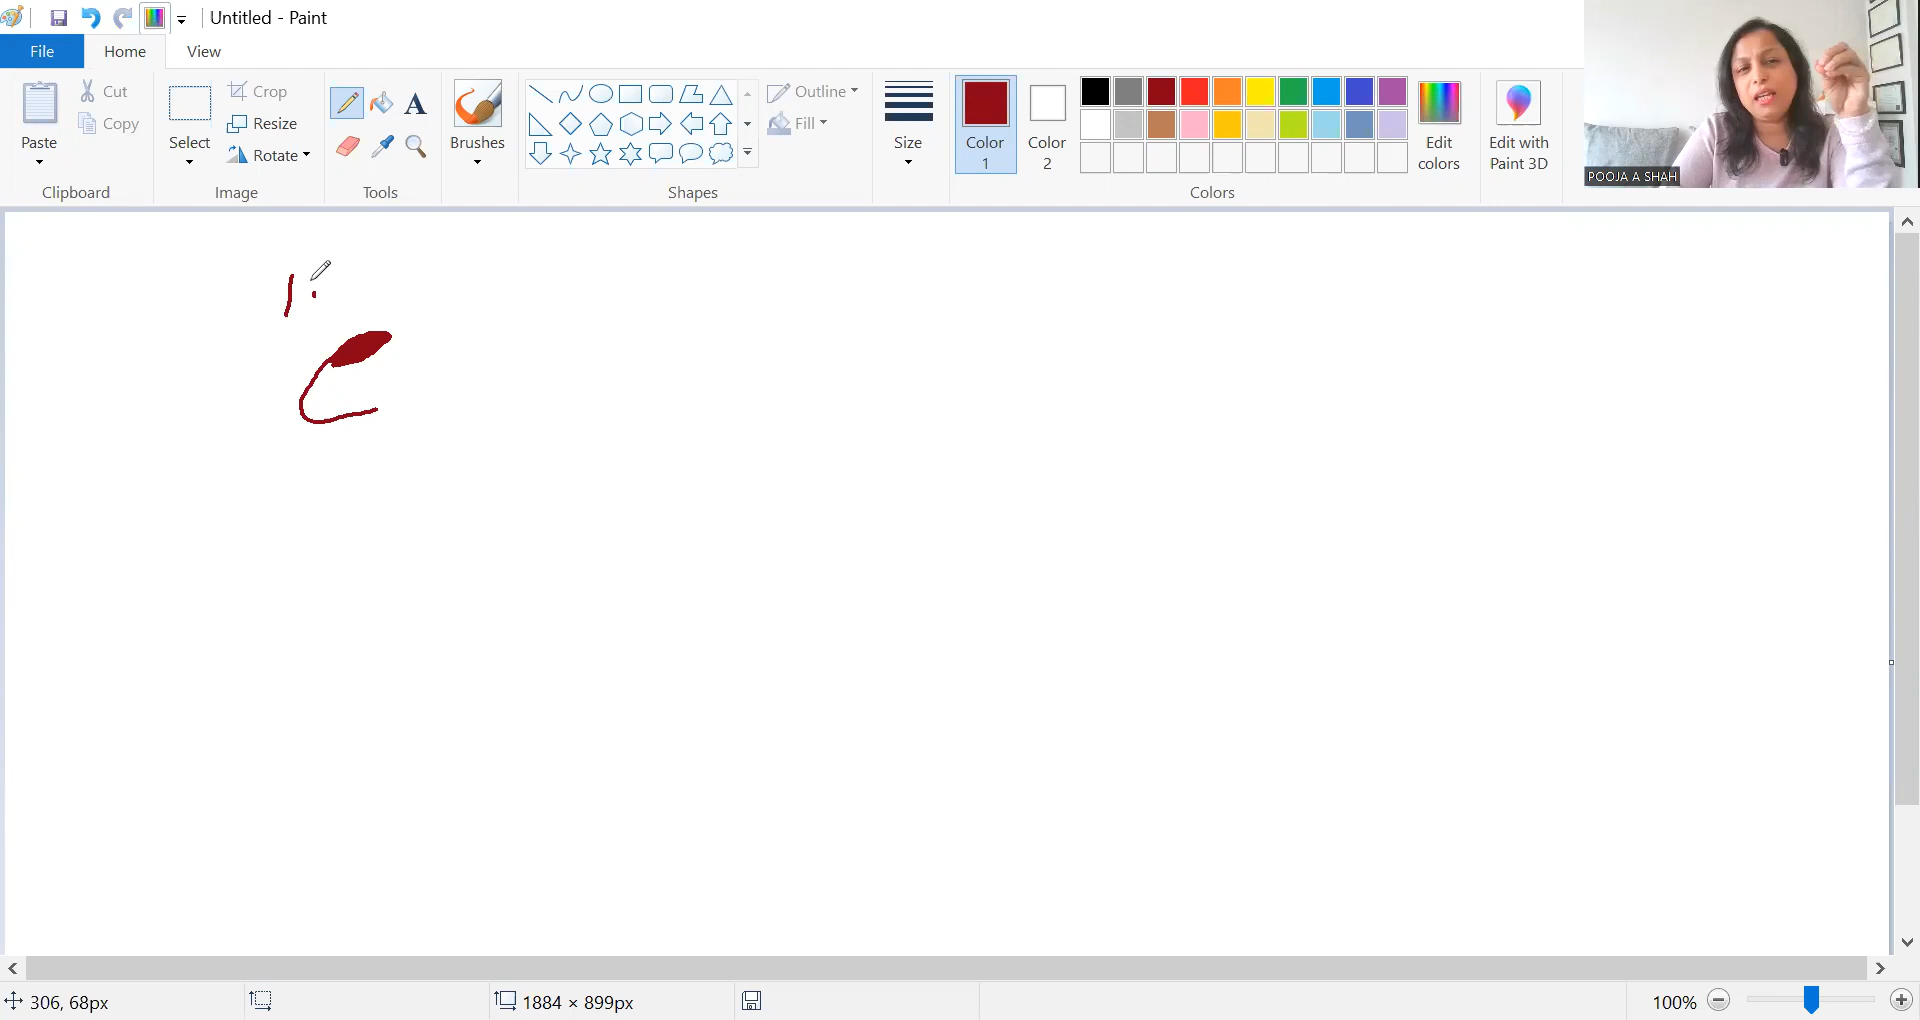 Untitled - Paint
File Home View
Paste
Cut
Copy
Clipboard
Select
Crop
Resize
Rotate
Image
A
Tools
Brushes
Shapes
Outline
Fill
Size
Color 1
Color 2
Colors
Edit colors
Edit with Paint 3D
POOJA A SHAH
306, 68px
1884 × 899px
100%